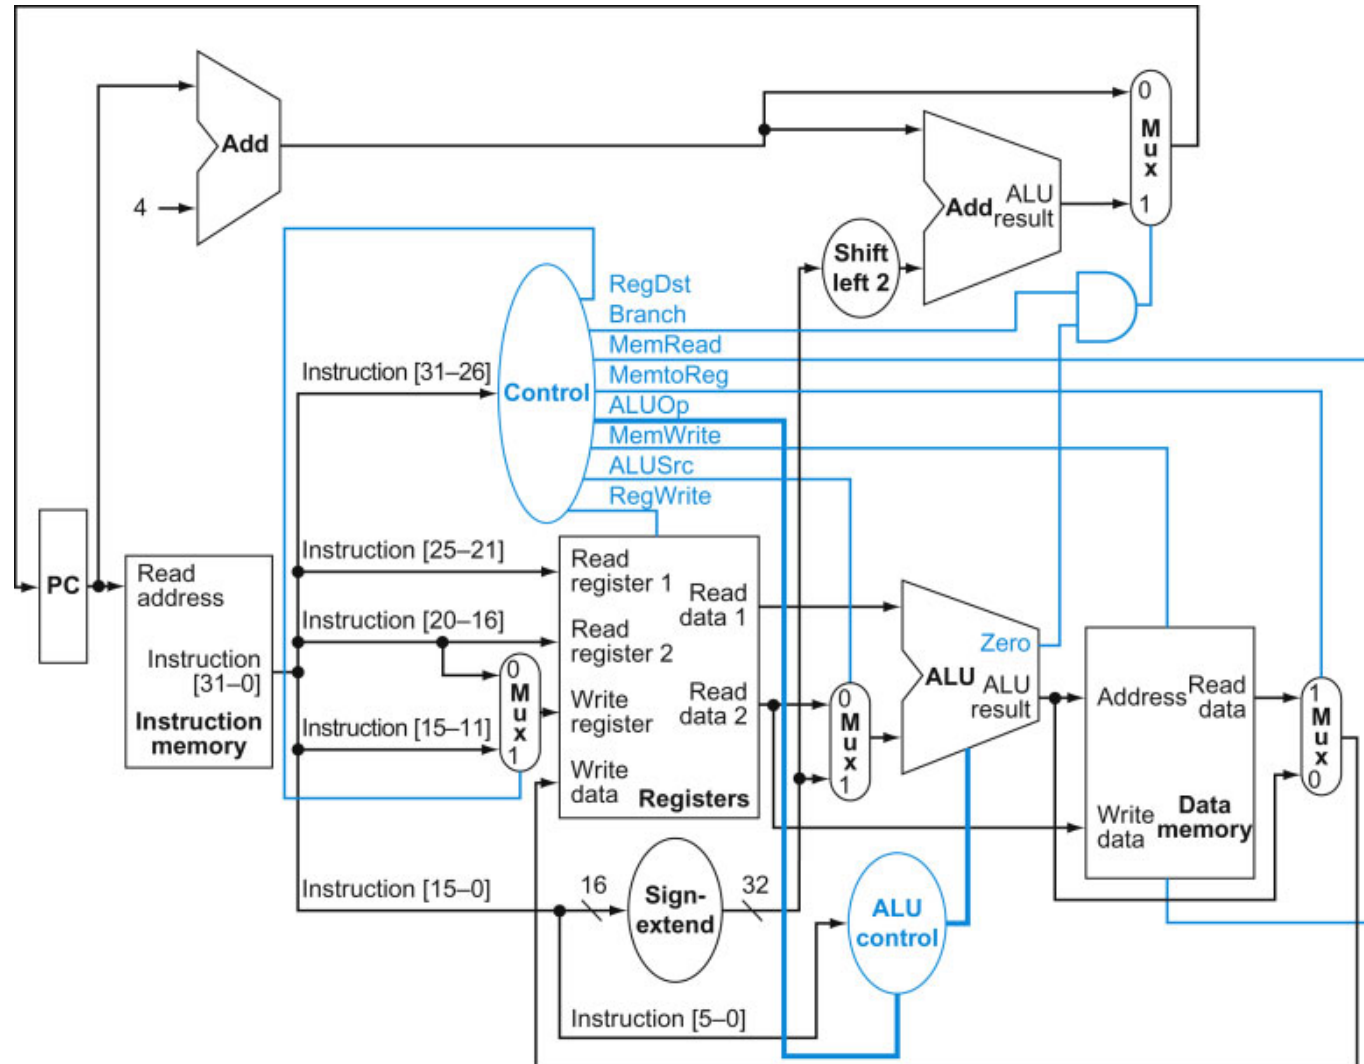 0
M
u
x
1
Add
ALU
Add result
4
Shift
left 2
RegDst
Branch
MemRead
Instruction [31–26]
MemtoReg
Control
ALUOp
MemWrite
ALUSrc
RegWrite
PC
Read
address
Instruction
[31–0]
Instruction
memory
Instruction [25–21]
Instruction [20–16]
Instruction [15–11]
0
M
u
x
1
Read
register 1
Read
register 2
Write
register
Write
data
Read
data 1
Read
data 2
Registers
0
M
u
x
1
Zero
ALU
ALU
result
Address
Read
data
Write
data
Data
memory
1
M
u
x
0
Instruction [15–0]
16
Sign-
extend
32
ALU
control
Instruction [5–0]